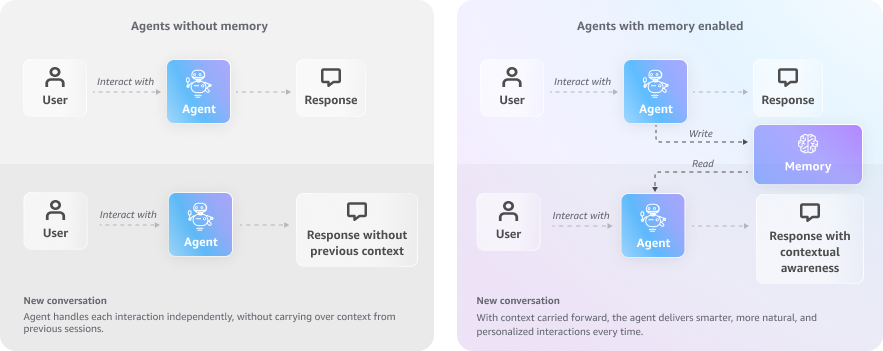 Agents without memory
User
Interact with
Agent
Response
User
Interact with
Agent
Response without
previous context
New conversation
Agent handles each interaction independently, without carrying over context from
previous sessions.
Agents with memory enabled
User
Interact with
Agent
Response
Write
Memory
Read
User
Interact with
Agent
Response with
contextual
awareness
New conversation
With context carried forward, the agent delivers smarter, more natural, and
personalized interactions every time.